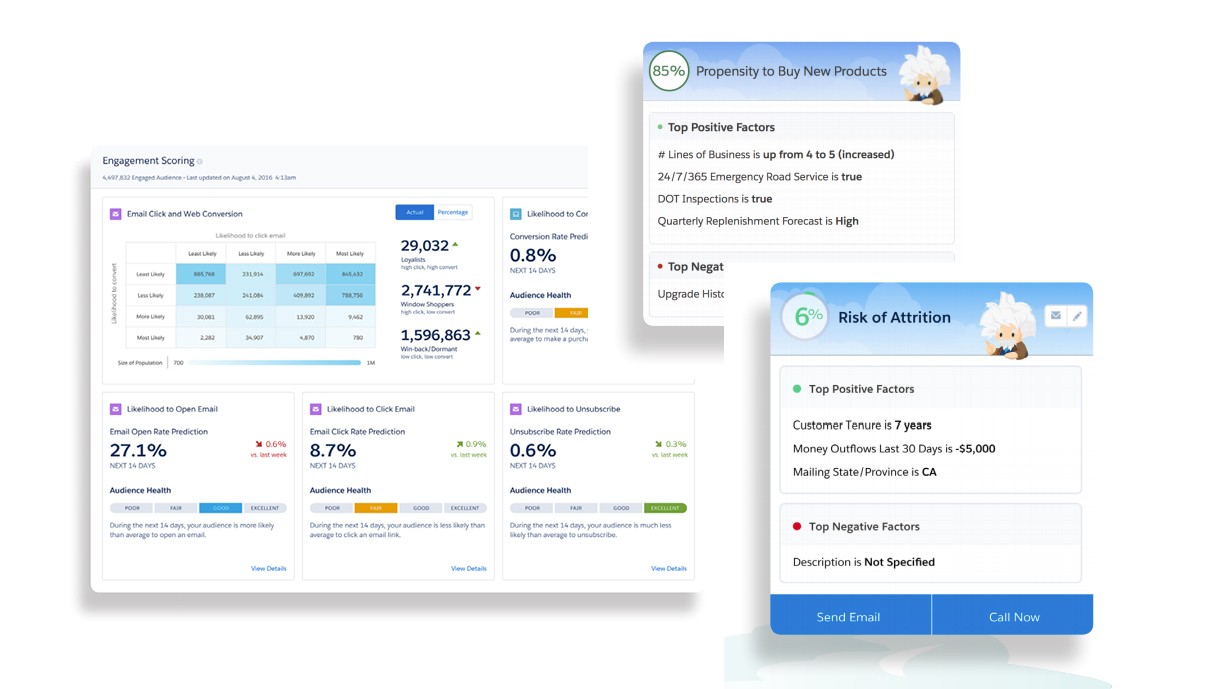 Engagement Scoring
4,497,832 Engaged Audience • Last updated on August 4, 2016 4:13am
Email Click and Web Conversion
Actual
Percentage
Likelihood to click email
Likelihood to convert
Least Likely Less Likely More Likely Most Likely
Least Likely 885,768 231,914 897,692 845,432
Less Likely 238,087 241,084 409,892 788,756
More Likely 30,081 62,895 13,920 9,462
Most Likely 2,282 34,907 4,870 780
Size of Population 700 1M
29,032
Loyalists
high click, high convert
2,741,772
Window Shoppers
high click, low convert
1,596,863
Win-back/Dormant
low click, low convert
Likelihood to Cor
Conversion Rate Predi
0.8%
NEXT 14 DAYS
Audience Health
POOR FAIR
During the next 14 days,
average to make a purch
Likelihood to Open Email
Email Open Rate Prediction
27.1%
NEXT 14 DAYS
0.6%
vs. last week
Audience Health
POOR FAIR GOOD EXCELLENT
During the next 14 days, your audience is more likely
than average to open an email.
View Details
Likelihood to Click Email
Email Click Rate Prediction
8.7%
NEXT 14 DAYS
0.9%
vs. last week
Audience Health
POOR FAIR GOOD EXCELLENT
During the next 14 days, your audience is less likely than
average to click an email link.
View Details
Likelihood to Unsubscribe
Unsubscribe Rate Prediction
0.6%
NEXT 14 DAYS
0.3%
vs. last week
Audience Health
POOR FAIR GOOD EXCELLENT
During the next 14 days, your audience is much less
likely than average to unsubscribe.
View Details
85% Propensity to Buy New Products
Top Positive Factors
# Lines of Business is up from 4 to 5 (increased)
24/7/365 Emergency Road Service is true
DOT Inspections is true
Quarterly Replenishment Forecast is High
Top Negat
Upgrade Histo
6% Risk of Attrition
Top Positive Factors
Customer Tenure is 7 years
Money Outflows Last 30 Days is -$5,000
Mailing State/Province is CA
Top Negative Factors
Description is Not Specified
Send Email
Call Now